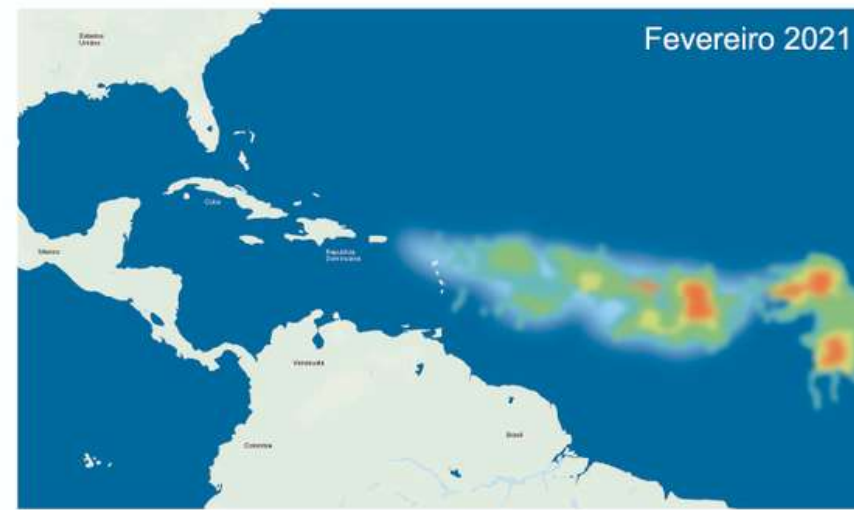 Fevereiro 2021
Estados
Unidos
Cuba
México
República
Dominicana
Venezuela
Colombia
Brasil